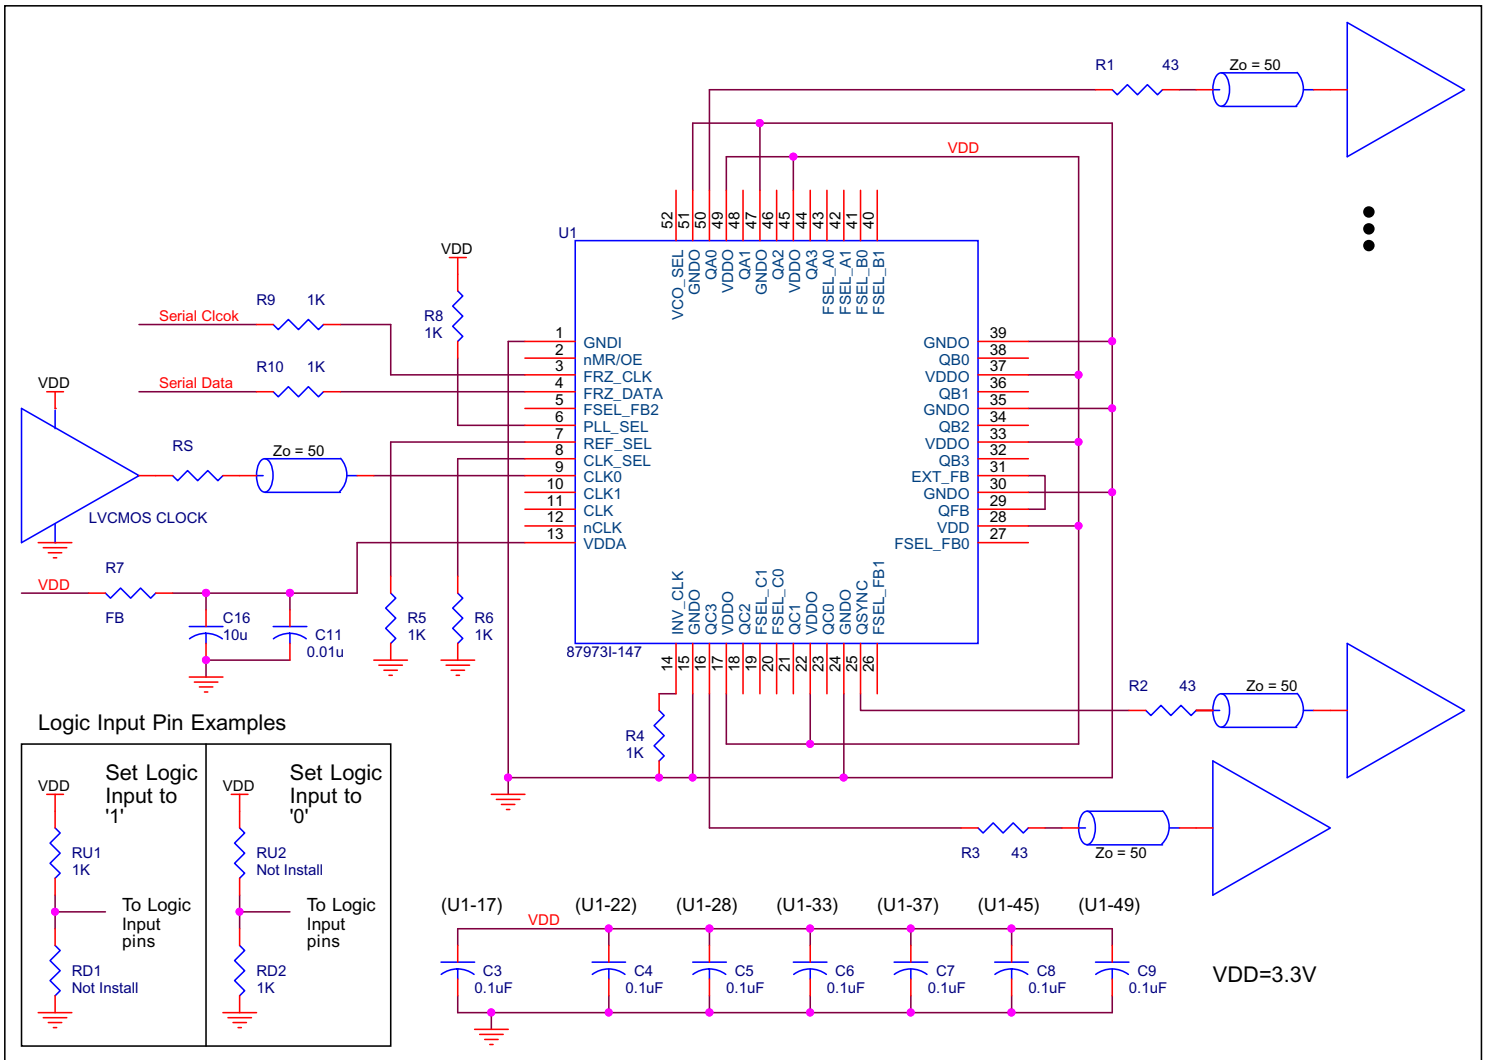 R1 43 Zo = 50
VDD
52 51 50 49 48 47 46 45 44 43 42 41 40
U1
VCO_SEL GNDO QA0 VDDO QA1 GNDO QA2 VDDO QA3 FSEL_A0 FSEL_A1 FSEL_B0 FSEL_B1
VDD
R8
1K
R9 1K
Serial Clcok
R10 1K
Serial Data
VDD
RS
Zo = 50
LVCMOS CLOCK
1 GNDI
2 nMR/OE
3 FRZ_CLK
4 FRZ_DATA
5 FSEL_FB2
6 PLL_SEL
7 REF_SEL
8 CLK_SEL
9 CLK0
10 CLK1
11 CLK
12 nCLK
13 VDDA
GNDO 39
QB0 38
VDDO 37
QB1 36
GNDO 35
QB2 34
VDDO 33
QB3 32
EXT_FB 31
GNDO 30
QFB 29
VDD 28
FSEL_FB0 27
VDD
R7
FB
C16
10u
C11
0.01u
R5
1K
R6
1K
INV_CLK GNDO QC3 VDDO QC2 FSEL_C1 FSEL_C0 QC1 VDDO QC0 GNDO QSYNC FSEL_FB1
87973I-147
14 15 16 17 18 19 20 21 22 23 24 25 26
R4
1K
R2 43 Zo = 50
R3 43 Zo = 50
Logic Input Pin Examples
VDD
Set Logic
Input to
'1'
RU1
1K
To Logic
Input
pins
RD1
Not Install
VDD
Set Logic
Input to
'0'
RU2
Not Install
To Logic
Input
pins
RD2
1K
(U1-17) (U1-22) (U1-28) (U1-33) (U1-37) (U1-45) (U1-49)
VDD
C3
0.1uF
C4
0.1uF
C5
0.1uF
C6
0.1uF
C7
0.1uF
C8
0.1uF
C9
0.1uF
VDD=3.3V